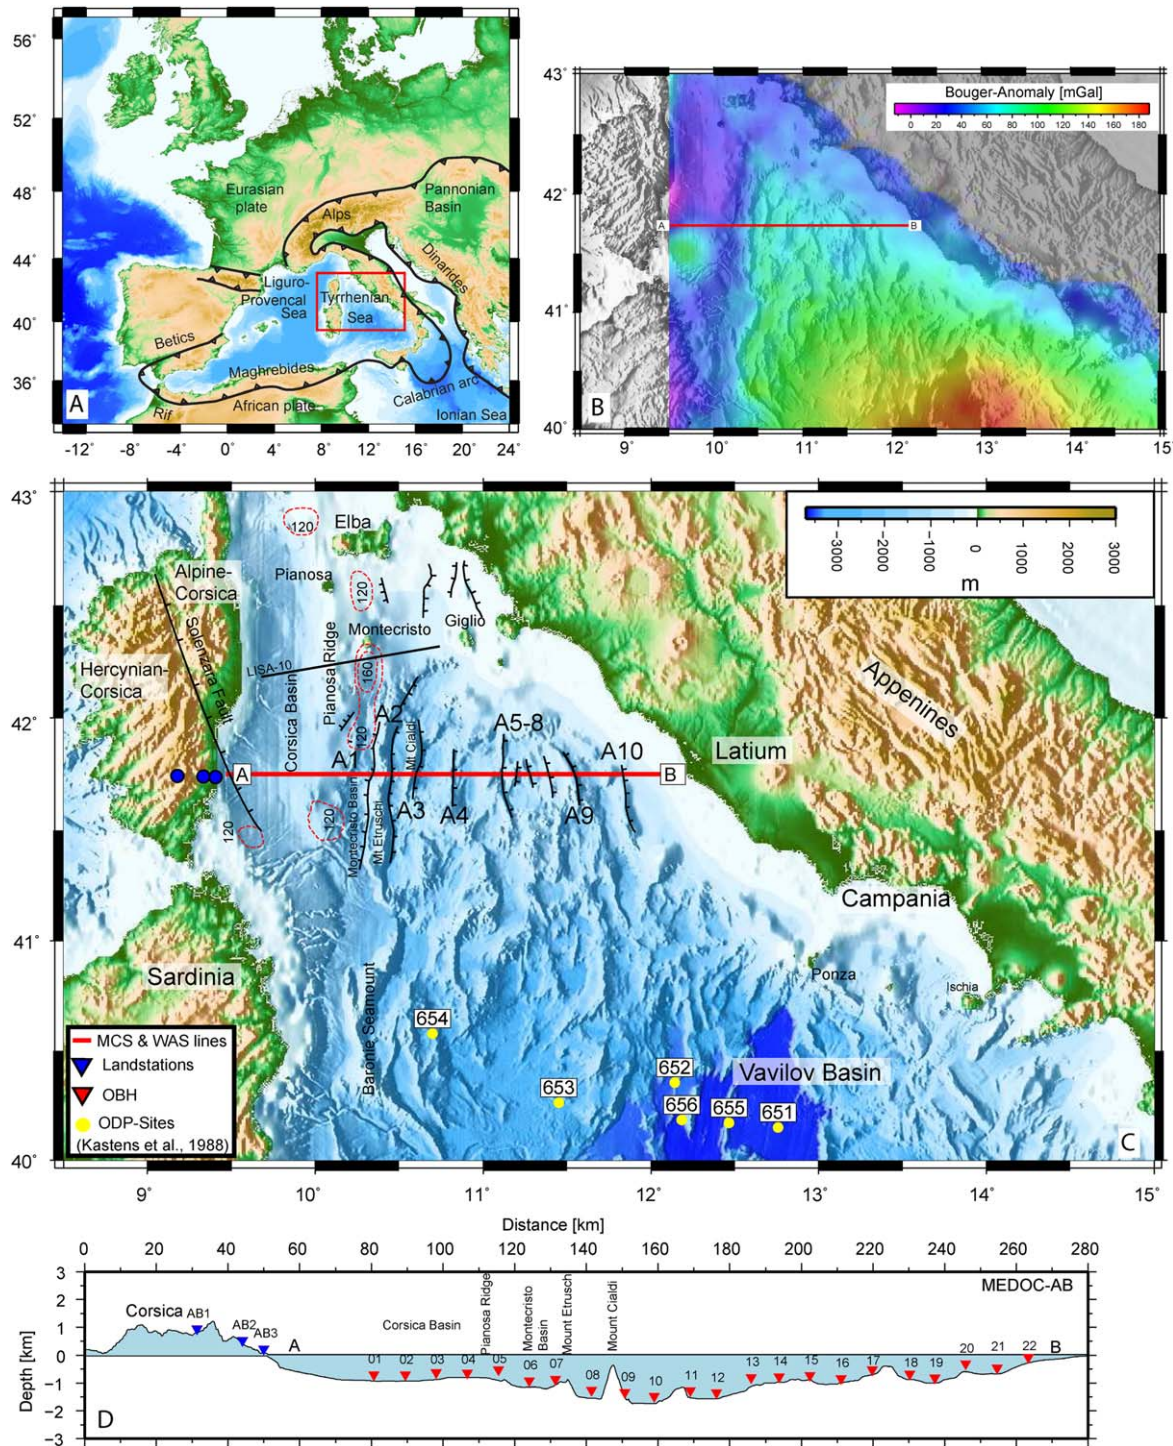 56°
52°
48°
44°
40°
36°
-12
-8
-4
0
4
8
12
16
20
24
Eurasian
plate
Pannonian
Basin
Alps
Dinarides
Liguro-
Provencal
Sea
Tyrrhenian
Sea
Betics
Maghrebides
Calabrian arc
Rif
African plate
Ionian Sea
A
43°
42°
41°
40°
9
10
11
12
13
14
15
Bouger-Anomaly [mGal]
0 20 40 60 80 100 120 140 160 180
A
B
B
43°
42°
41°
40°
9°
10°
11°
12°
13°
14°
15°
-3000
-2000
-1000
0
1000
2000
3000
m
120
Elba
Alpine-
Corsica
Pianosa
120
Solenzara Fault
Montecristo
Giglio
Hercynian-
Corsica
LISA-10
Pianosa Ridge
160
Corsica Basin
Appenines
A2
120
A5-8
Mt Cialdi
A10
Latium
A1
A
B
Montecristo Basin
Mt Etruschi
A3
A4
A9
120
120
Campania
Sardinia
Ponza
Ischia
Baronie Seamount
654
653
652
656
655
651
Vavilov Basin
MCS & WAS lines
Landstations
OBH
ODP-Sites
(Kastens et al., 1988)
C
Distance [km]
0 20 40 60 80 100 120 140 160 180 200 220 240 260 280
3
2
1
0
-1
-2
-3
Depth [km]
MEDOC-AB
Corsica
AB1
AB2
AB3
A
Corsica Basin
Pianosa Ridge
Montecristo
Basin
Mount Etrusch
Mount Cialdi
B
01 02 03 04 05 06 07 08 09 10 11 12 13 14 15 16 17 18 19 20 21 22
D